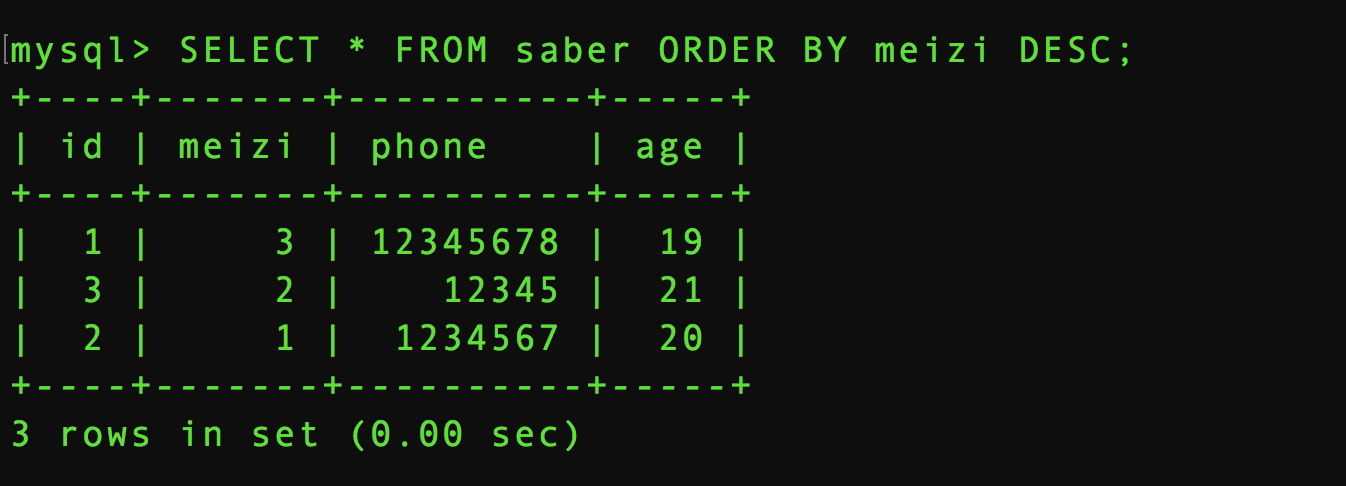 mysql> SELECT * FROM saber ORDER BY meizi DESC;
+----+-------+----------+-----+
| id | meizi | phone    | age |
+----+-------+----------+-----+
|  1 |     3 | 12345678 |  19 |
|  3 |     2 |    12345 |  21 |
|  2 |     1 |  1234567 |  20 |
+----+-------+----------+-----+
3 rows in set (0.00 sec)